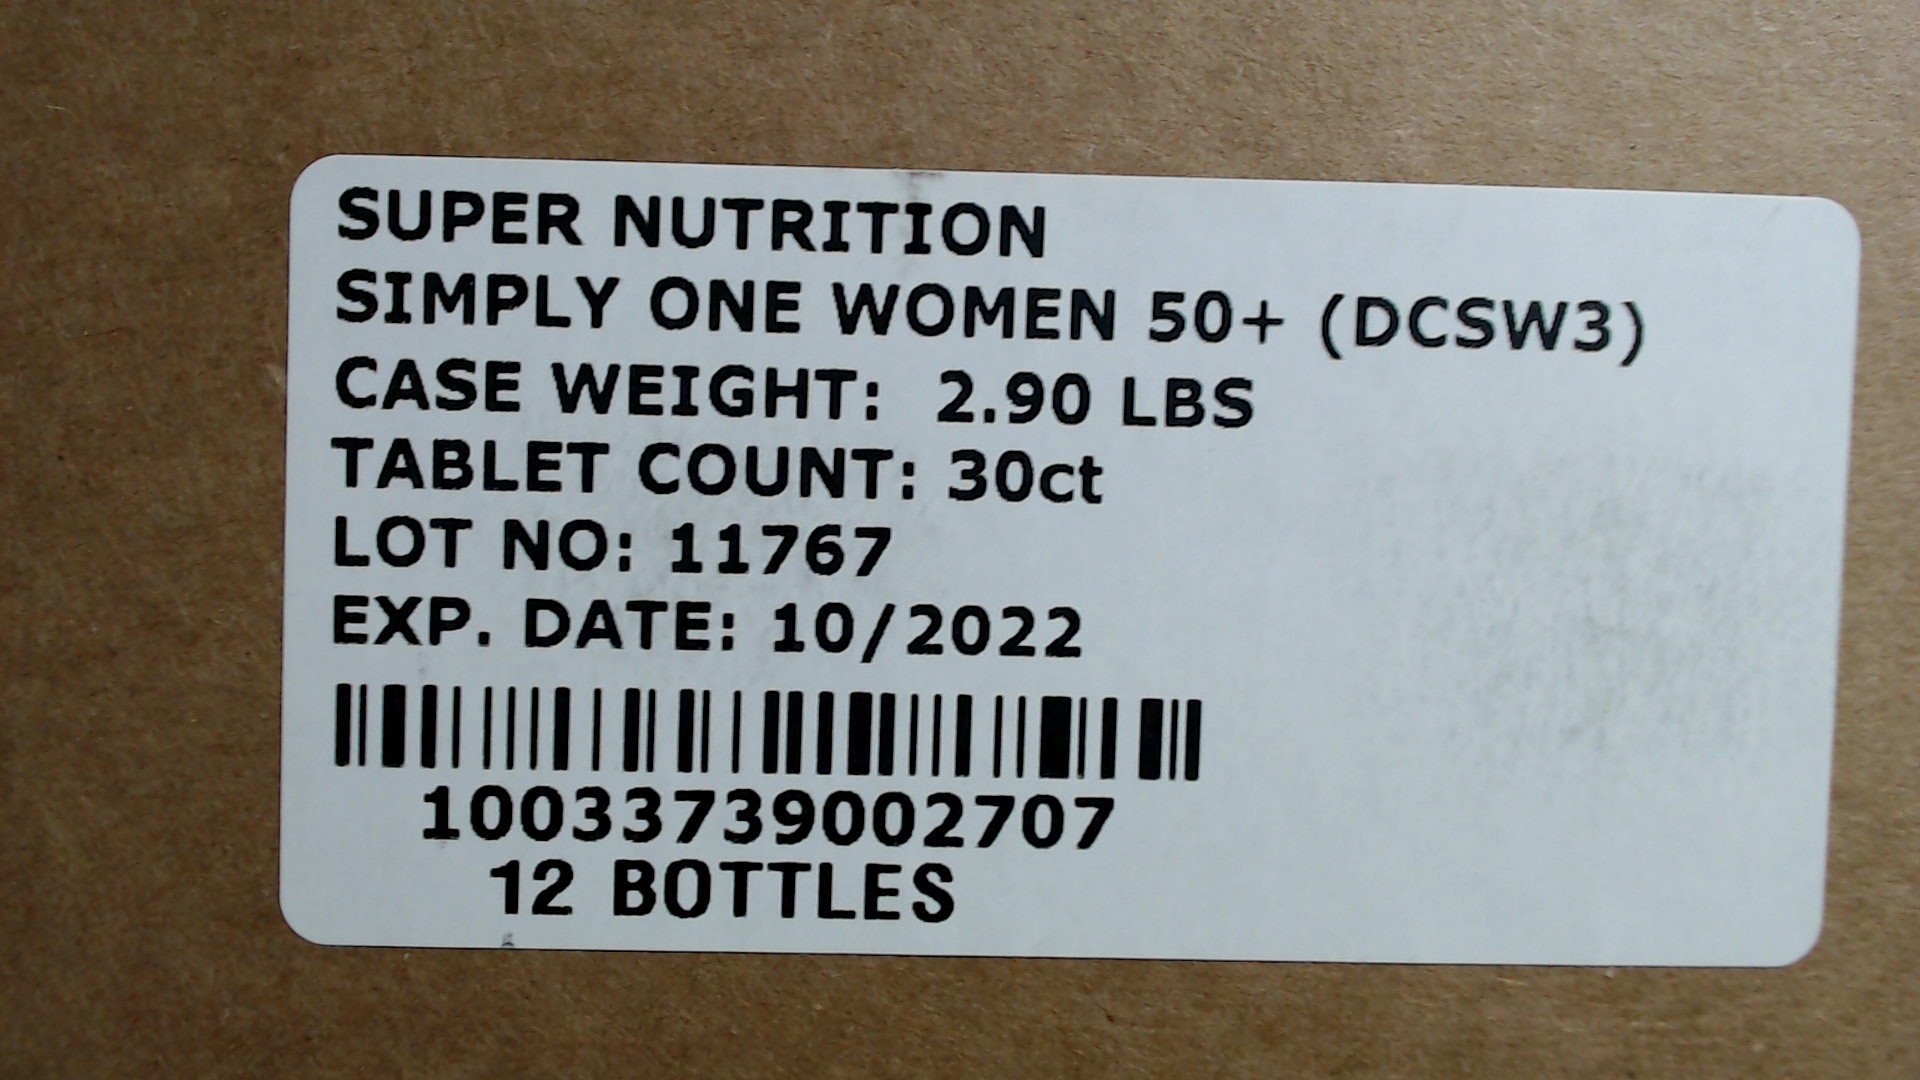 SUPER NUTRITION
SIMPLY ONE WOMEN 50+ (DCSW3)
CASE WEIGHT: 2.90 LBS
TABLET COUNT: 30ct
LOT NO: 11767
EXP. DATE: 10/2022
10033739002707
12 BOTTLES